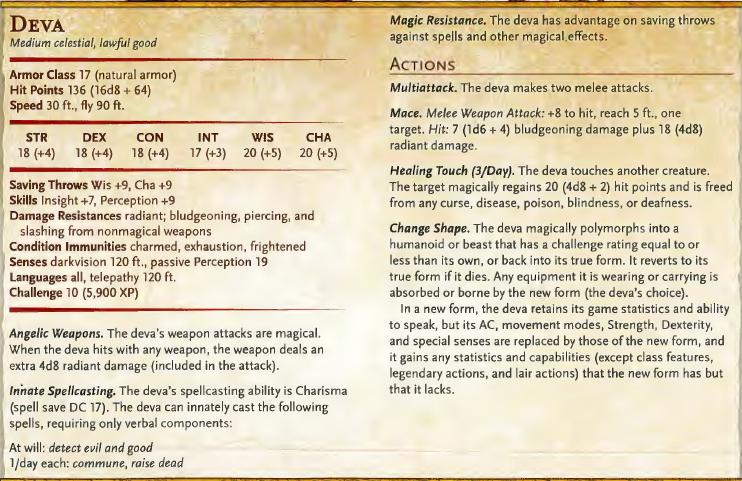 DEVA
Medium celestial, lawful good
Armor Class 17 (natural armor)
Hit Points 136 (16d8 + 64)
Speed 30 ft., fly 90 ft.
STR DEX CON INT WIS CHA
18 (+4) 18 (+4) 18 (+4) 17 (+3) 20 (+5) 20 (+5)
Saving Throws Wis +9, Cha +9
Skills Insight +7, Perception +9
Damage Resistances radiant; bludgeoning, piercing, and
slashing from nonmagical weapons
Condition Immunities charmed, exhaustion, frightened
Senses darkvision 120 ft., passive Perception 19
Languages all, telepathy 120 ft.
Challenge 10 (5,900 XP)
Angelic Weapons. The deva's weapon attacks are magical.
When the deva hits with any weapon, the weapon deals an
extra 4d8 radiant damage (included in the attack).
Innate Spellcasting. The deva's spellcasting ability is Charisma
(spell save DC 17). The deva can innately cast the following
spells, requiring only verbal components:
At will: detect evil and good
1/day each: commune, raise dead
Magic Resistance. The deva has advantage on saving throws
against spells and other magical effects.
ACTIONS
Multiattack. The deva makes two melee attacks.
Mace. Melee Weapon Attack: +8 to hit, reach 5 ft., one
target. Hit: 7 (1d6 + 4) bludgeoning damage plus 18 (4d8)
radiant damage.
Healing Touch (3/Day). The deva touches another creature.
The target magically regains 20 (4d8 + 2) hit points and is freed
from any curse, disease, poison, blindness, or deafness.
Change Shape. The deva magically polymorphs into a
humanoid or beast that has a challenge rating equal to or
less than its own, or back into its true form. It reverts to its
true form if it dies. Any equipment it is wearing or carrying is
absorbed or borne by the new form (the deva's choice).
In a new form, the deva retains its game statistics and ability
to speak, but its AC, movement modes, Strength, Dexterity,
and special senses are replaced by those of the new form, and
it gains any statistics and capabilities (except class features,
legendary actions, and lair actions) that the new form has but
that it lacks.